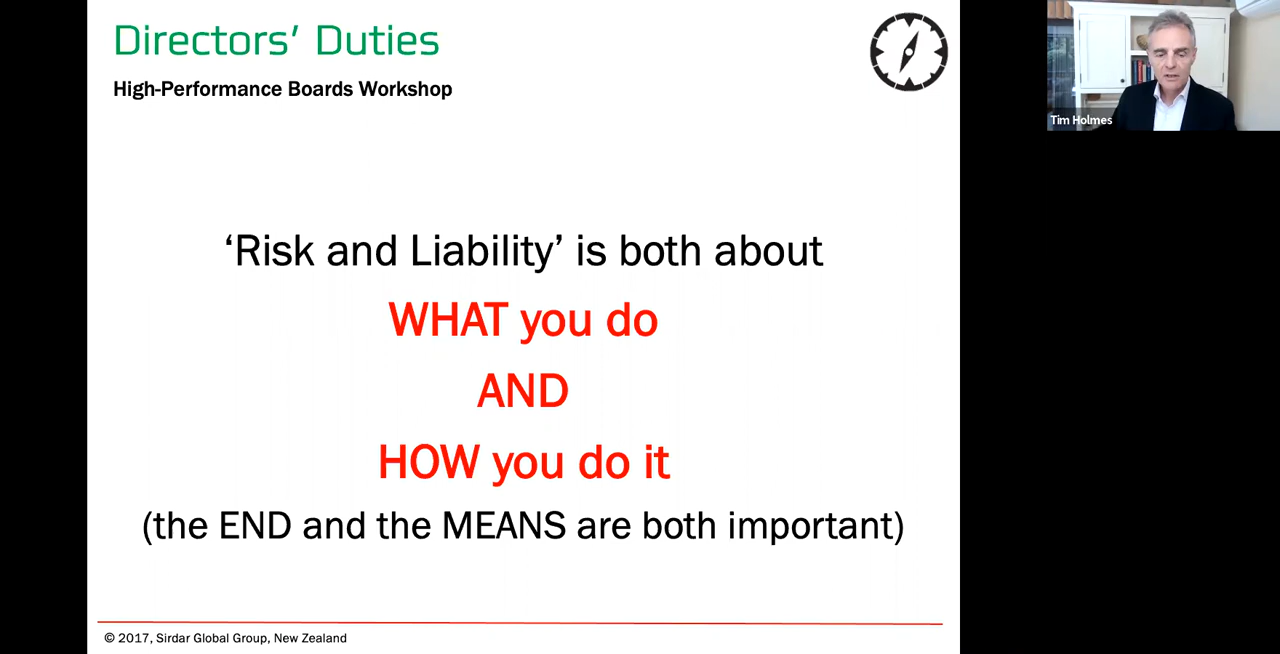 Directors’ Duties
High-Performance Boards Workshop
‘Risk and Liability’ is both about
WHAT you do
AND
HOW you do it
(the END and the MEANS are both important)
© 2017, Sirdar Global Group, New Zealand
Tim Holmes